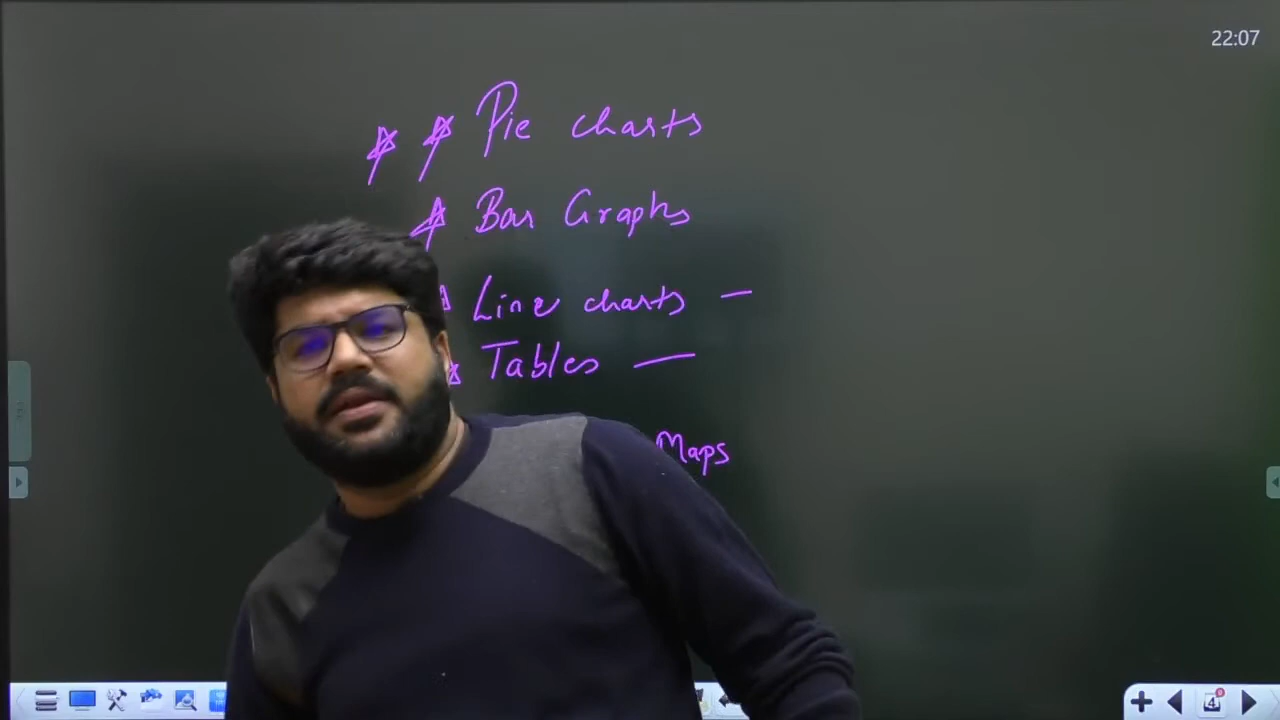 22:07
Pie charts
Bar Graphs
Line charts —
Tables —
Maps